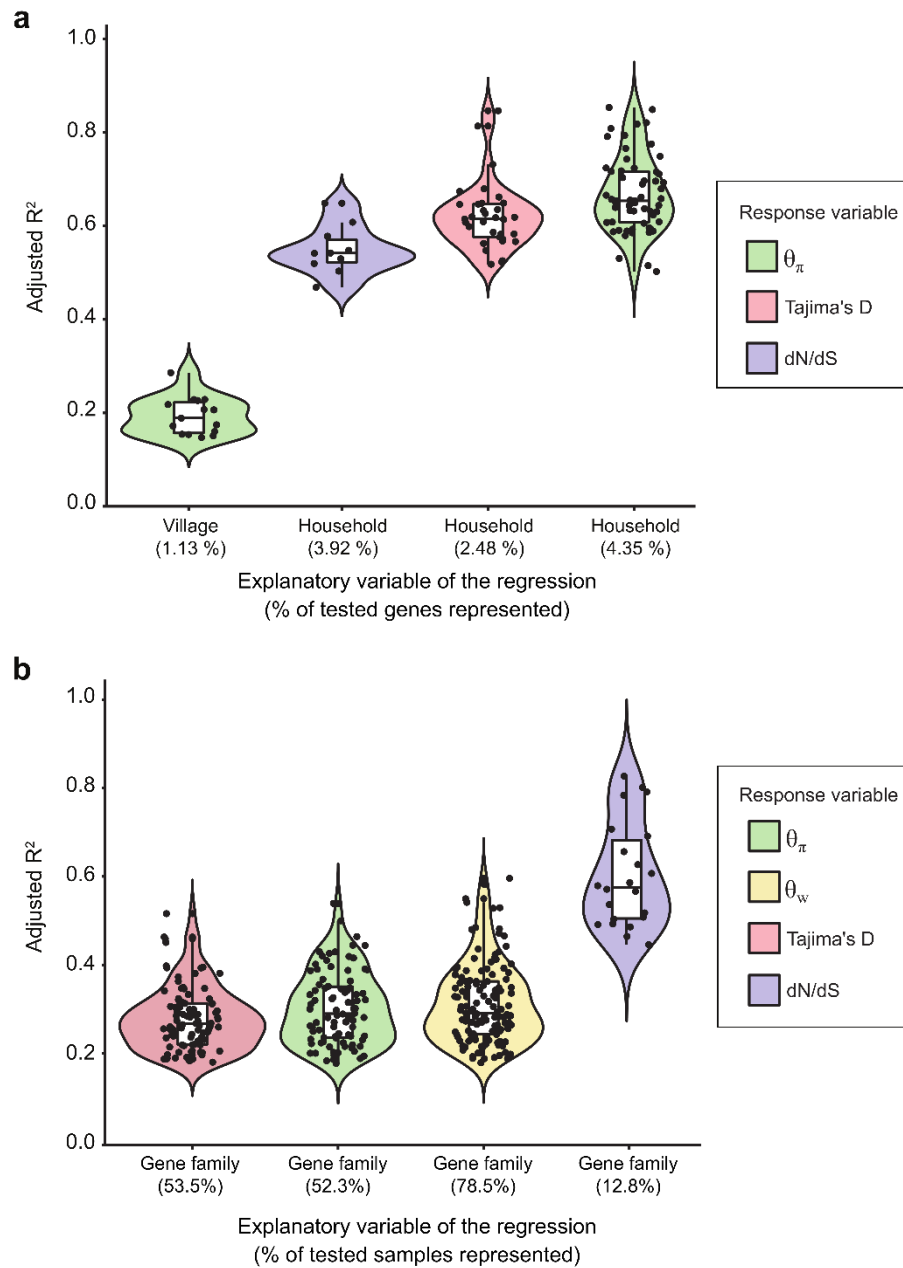 a
1.0
0.8
0.6
0.4
0.2
0.0
Adjusted R²
Village
(1.13 %)
Household
(3.92 %)
Household
(2.48 %)
Household
(4.35 %)
Explanatory variable of the regression
(% of tested genes represented)
Response variable
θπ
Tajima's D
dN/dS
b
1.0
0.8
0.6
0.4
0.2
0.0
Adjusted R²
Gene family
(53.5%)
Gene family
(52.3%)
Gene family
(78.5%)
Gene family
(12.8%)
Explanatory variable of the regression
(% of tested samples represented)
Response variable
θπ
θw
Tajima's D
dN/dS